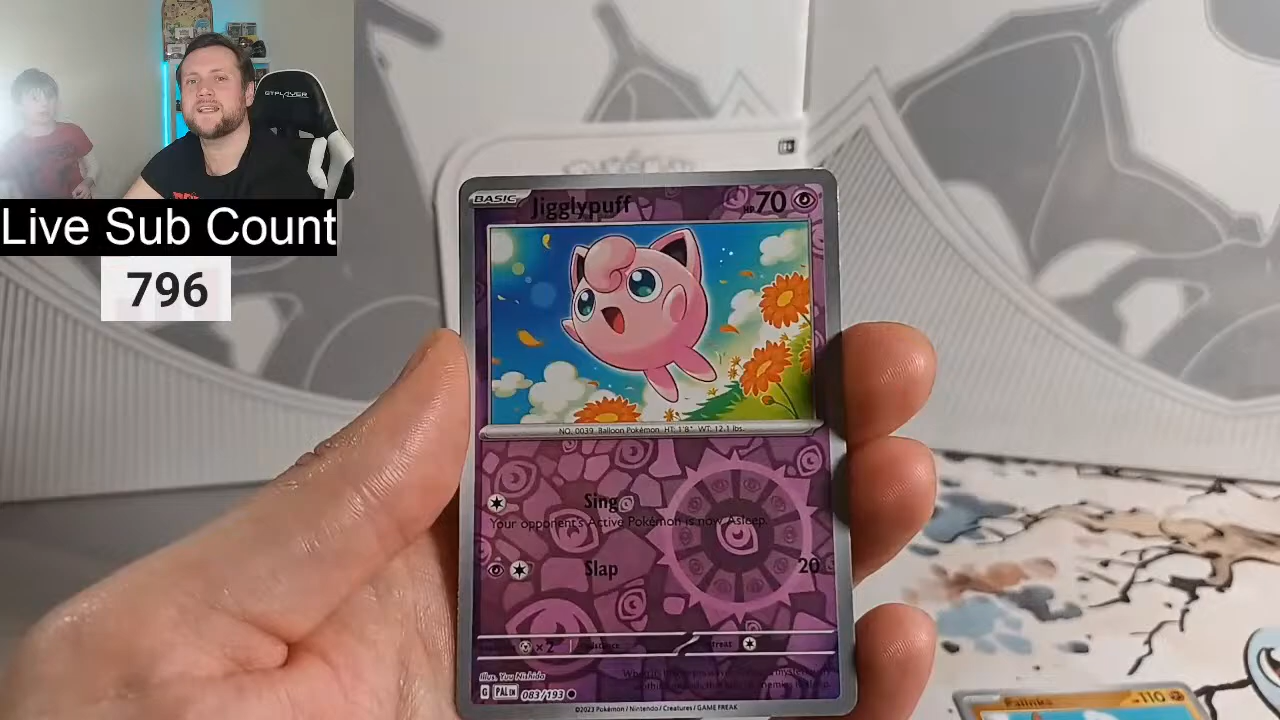 GTPLAYER
Live Sub Count
796
BASIC
Jigglypuff
HP 70
NO. 0039 Balloon Pokémon HT: 1'8" WT: 12.1 lbs.
Sing
Your opponent's Active Pokémon is now Asleep.
Slap 20
×2
Illus. Yuu Nishida
G PAL EN 083/193
©2023 Pokémon / Nintendo / Creatures / GAME FREAK
Falinks
110